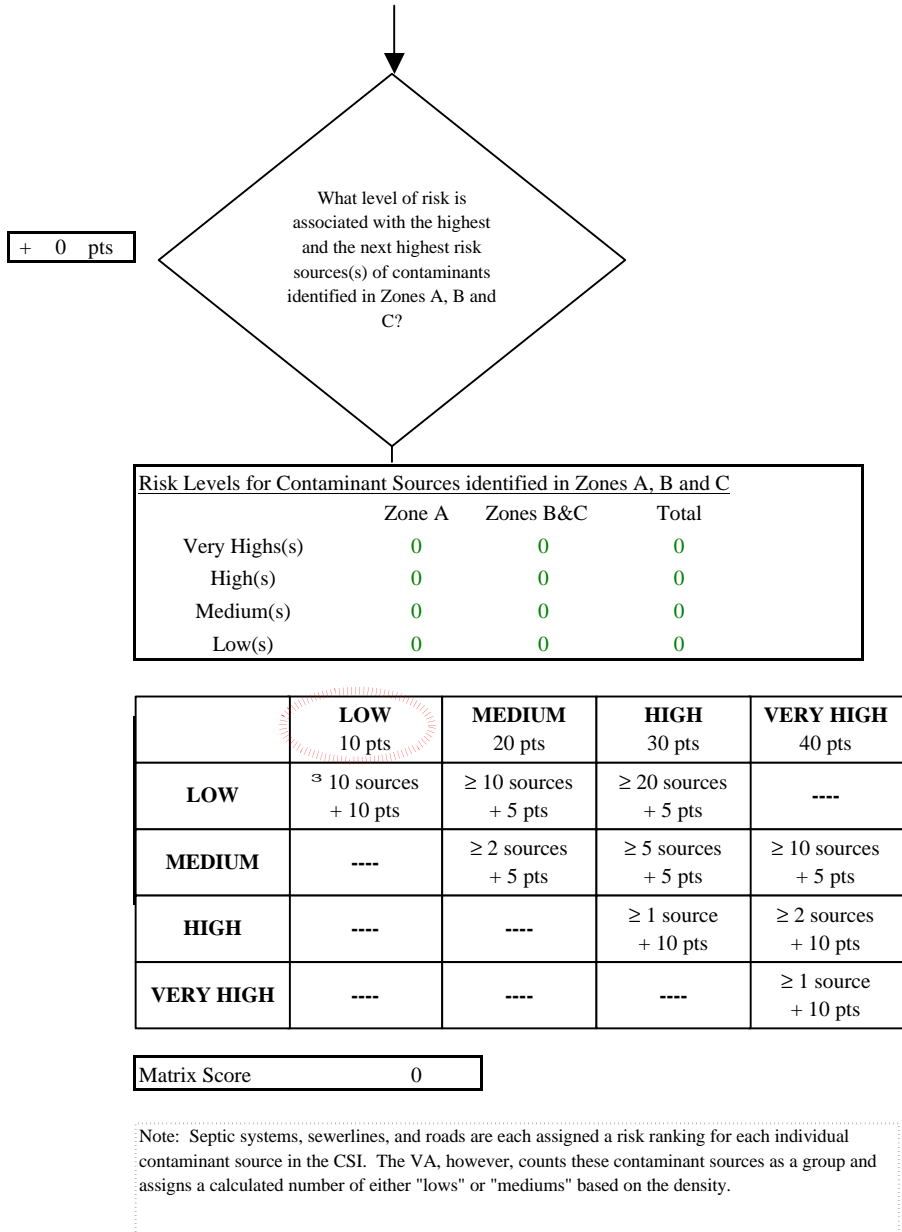 What level of risk is
associated with the highest
and the next highest risk
sources(s) of contaminants
identified in Zones A, B and
C?
+ 0 pts
Risk Levels for Contaminant Sources identified in Zones A, B and C
Zone A Zones B&C Total
Very Highs(s) 0 0 0
High(s) 0 0 0
Medium(s) 0 0 0
Low(s) 0 0 0
LOW MEDIUM HIGH VERY HIGH
10 pts 20 pts 30 pts 40 pts
LOW
³ 10 sources ≥ 10 sources ≥ 20 sources ----
+ 10 pts + 5 pts + 5 pts
MEDIUM
---- ≥ 2 sources ≥ 5 sources ≥ 10 sources
+ 5 pts + 5 pts + 5 pts
HIGH
---- ---- ≥ 1 source ≥ 2 sources
+ 10 pts + 10 pts
VERY HIGH
---- ---- ---- ≥ 1 source
+ 10 pts
Matrix Score 0
Note: Septic systems, sewerlines, and roads are each assigned a risk ranking for each individual
contaminant source in the CSI. The VA, however, counts these contaminant sources as a group and
assigns a calculated number of either "lows" or "mediums" based on the density.